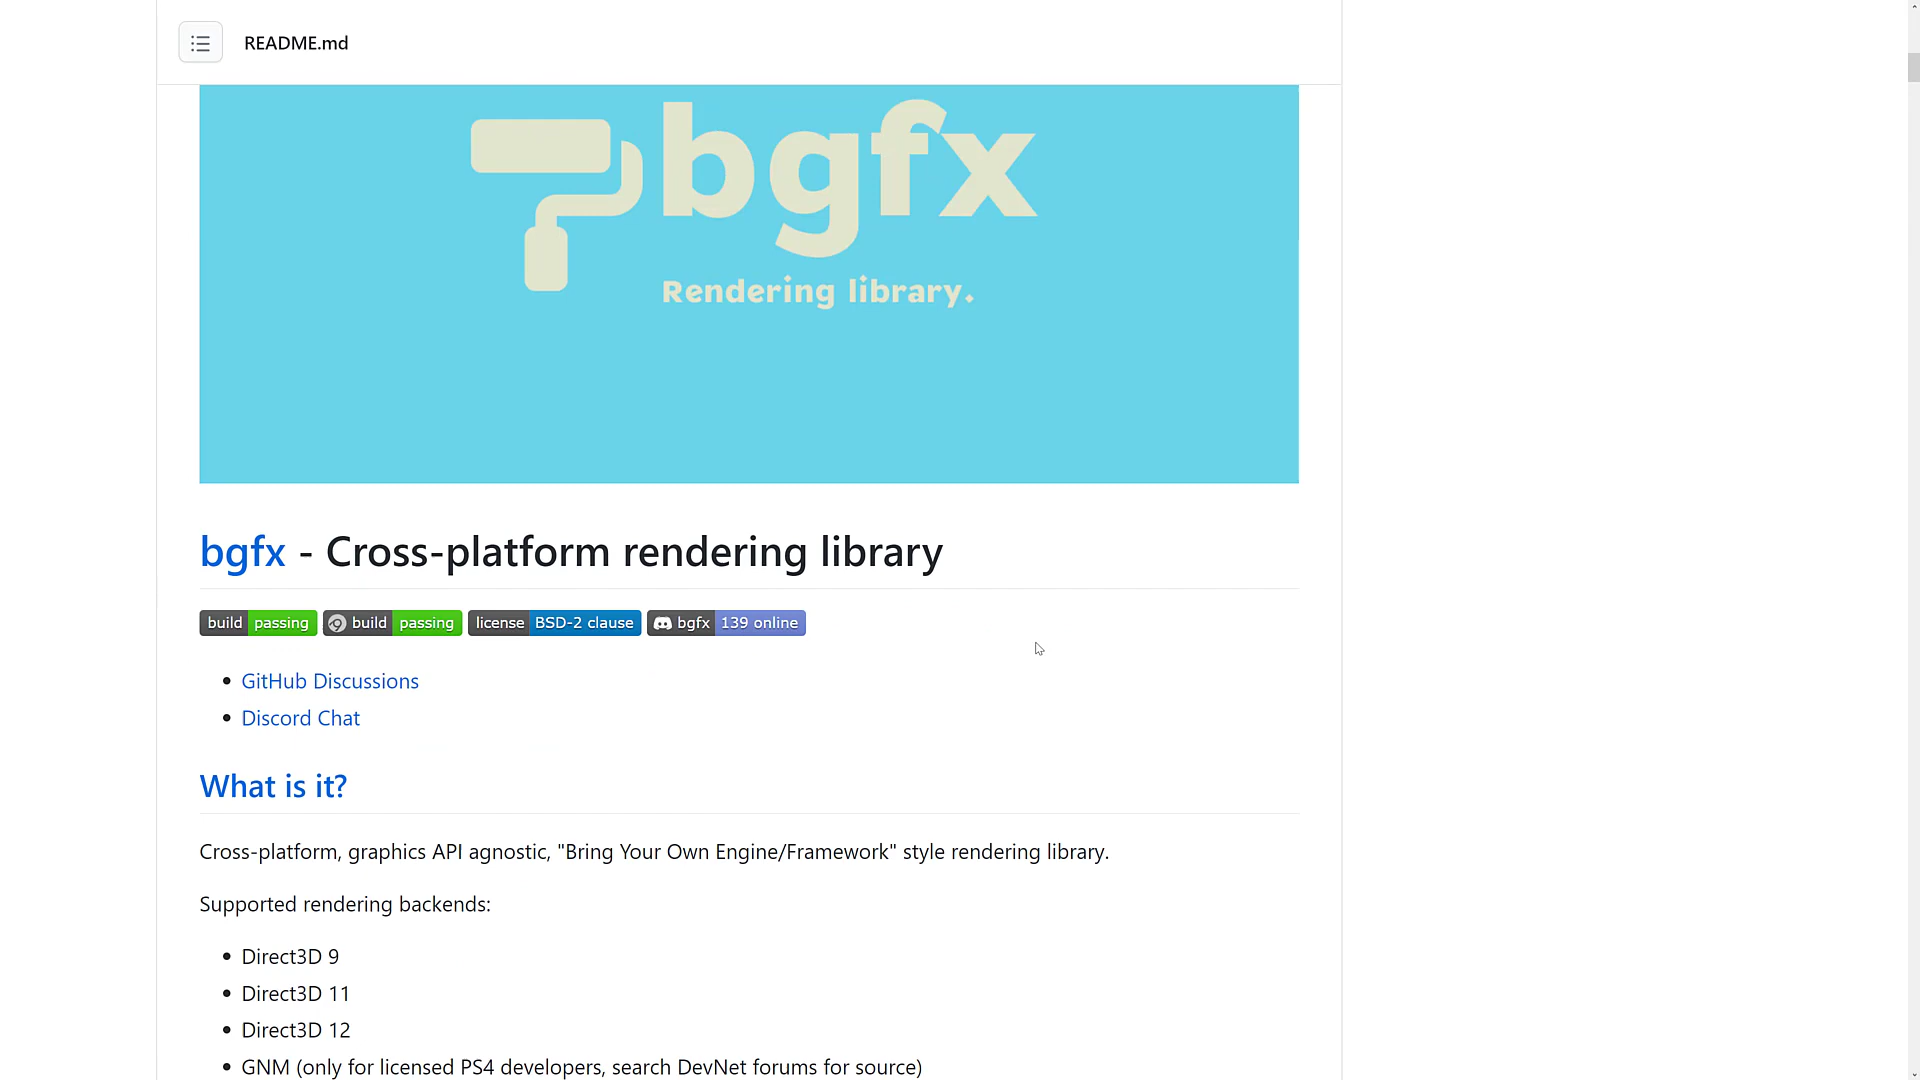 README.md
bgfx
Rendering library.
bgfx - Cross-platform rendering library
build passing build passing license BSD-2 clause bgfx 139 online
GitHub Discussions
Discord Chat
What is it?
Cross-platform, graphics API agnostic, "Bring Your Own Engine/Framework" style rendering library.
Supported rendering backends:
Direct3D 9
Direct3D 11
Direct3D 12
GNM (only for licensed PS4 developers, search DevNet forums for source)